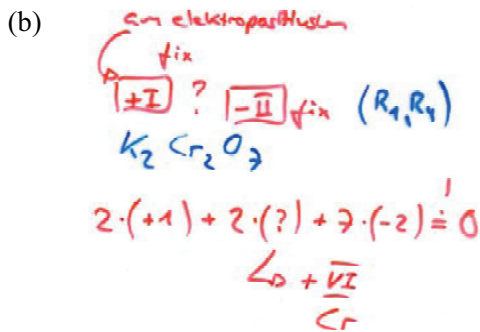 (b)
am elektropositivsten
fix
+I ? -II fix (R1, R4)
K2 Cr2 O7
2·(+1) + 2·(?) + 7·(-2) != 0
↳ + VI
Cr